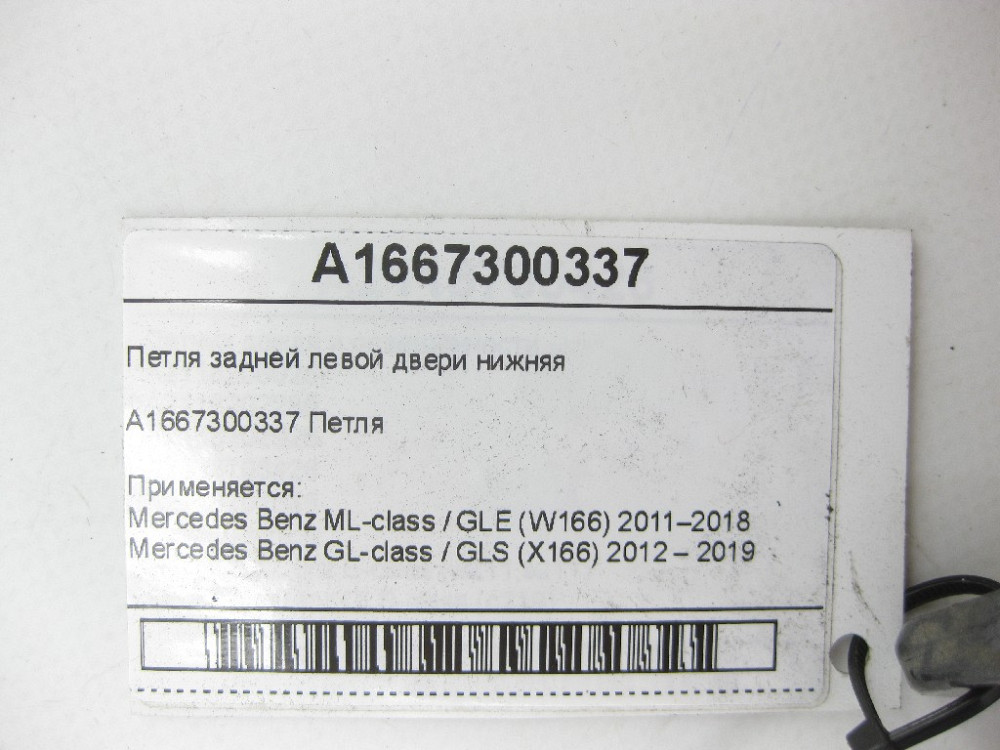 A1667300337
Петля задней левой двери нижняя
A1667300337 Петля
Применяется:
Mercedes Benz ML-class / GLE (W166) 2011–2018
Mercedes Benz GL-class / GLS (X166) 2012 – 2019